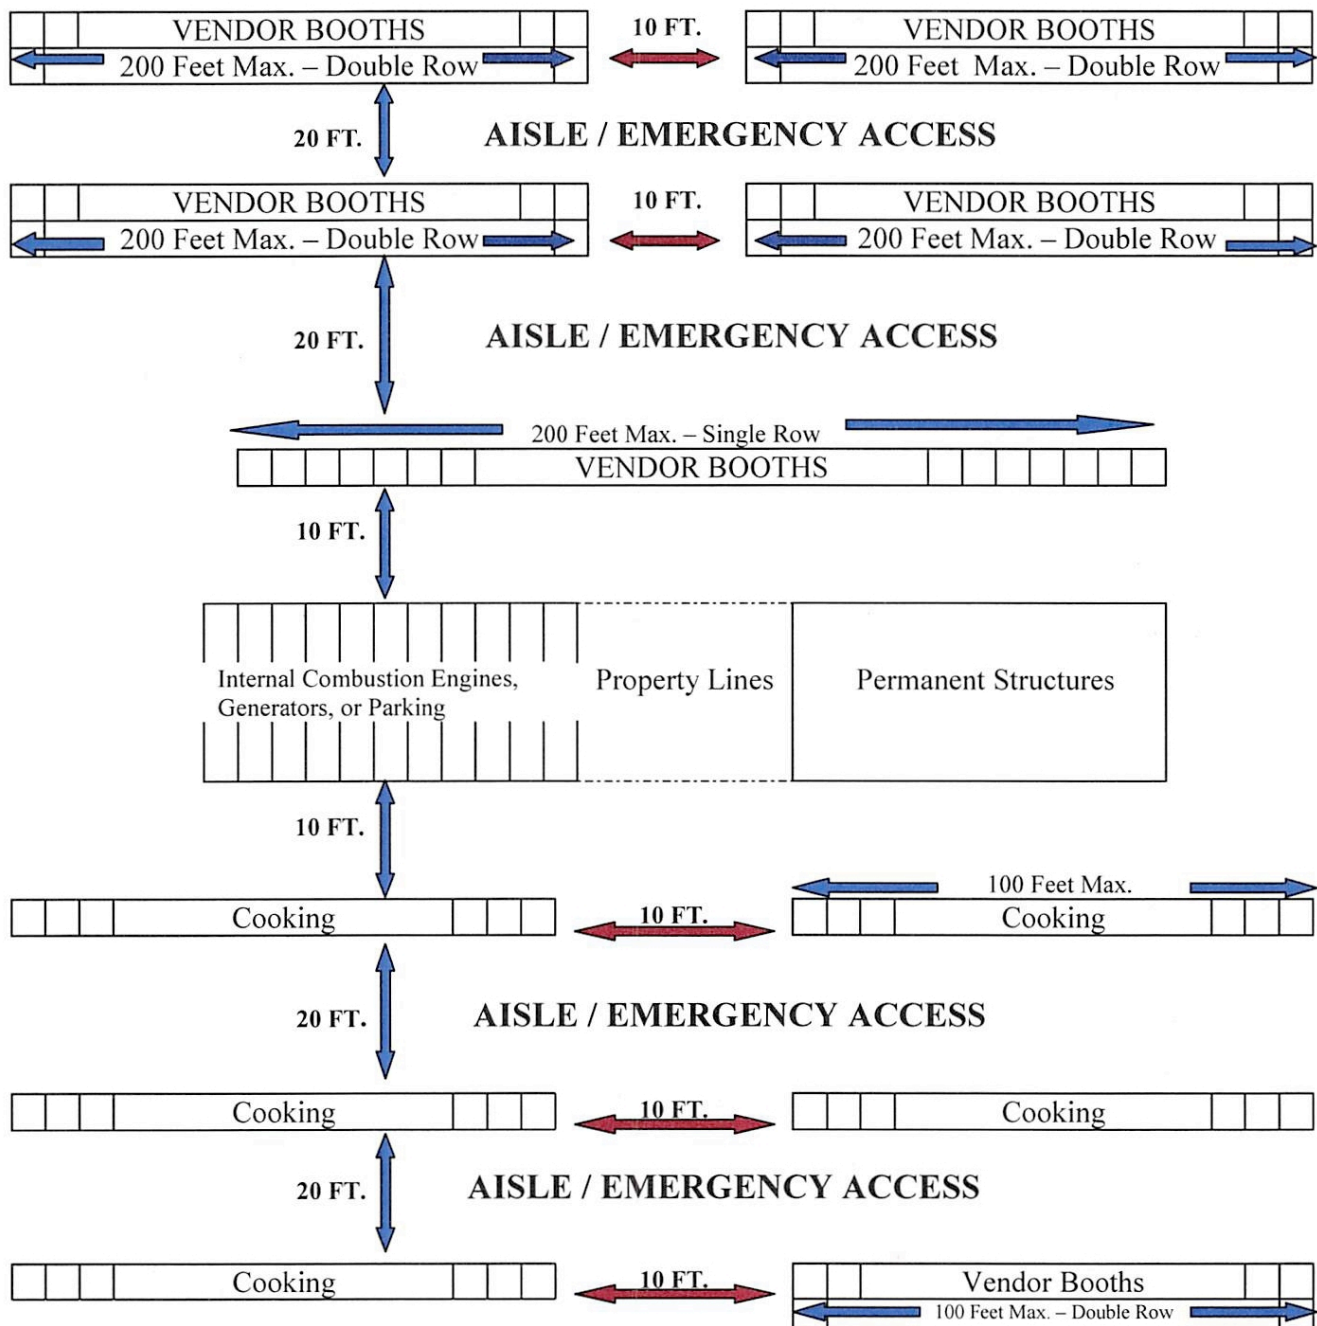 VENDOR BOOTHS
200 Feet Max. – Double Row
10 FT.
VENDOR BOOTHS
200 Feet Max. – Double Row
20 FT.
AISLE / EMERGENCY ACCESS
VENDOR BOOTHS
200 Feet Max. – Double Row
10 FT.
VENDOR BOOTHS
200 Feet Max. – Double Row
20 FT.
AISLE / EMERGENCY ACCESS
200 Feet Max. – Single Row
VENDOR BOOTHS
10 FT.
Internal Combustion Engines,
Generators, or Parking
Property Lines
Permanent Structures
10 FT.
100 Feet Max.
Cooking
10 FT.
Cooking
20 FT.
AISLE / EMERGENCY ACCESS
Cooking
10 FT.
Cooking
20 FT.
AISLE / EMERGENCY ACCESS
Cooking
10 FT.
Vendor Booths
100 Feet Max. – Double Row